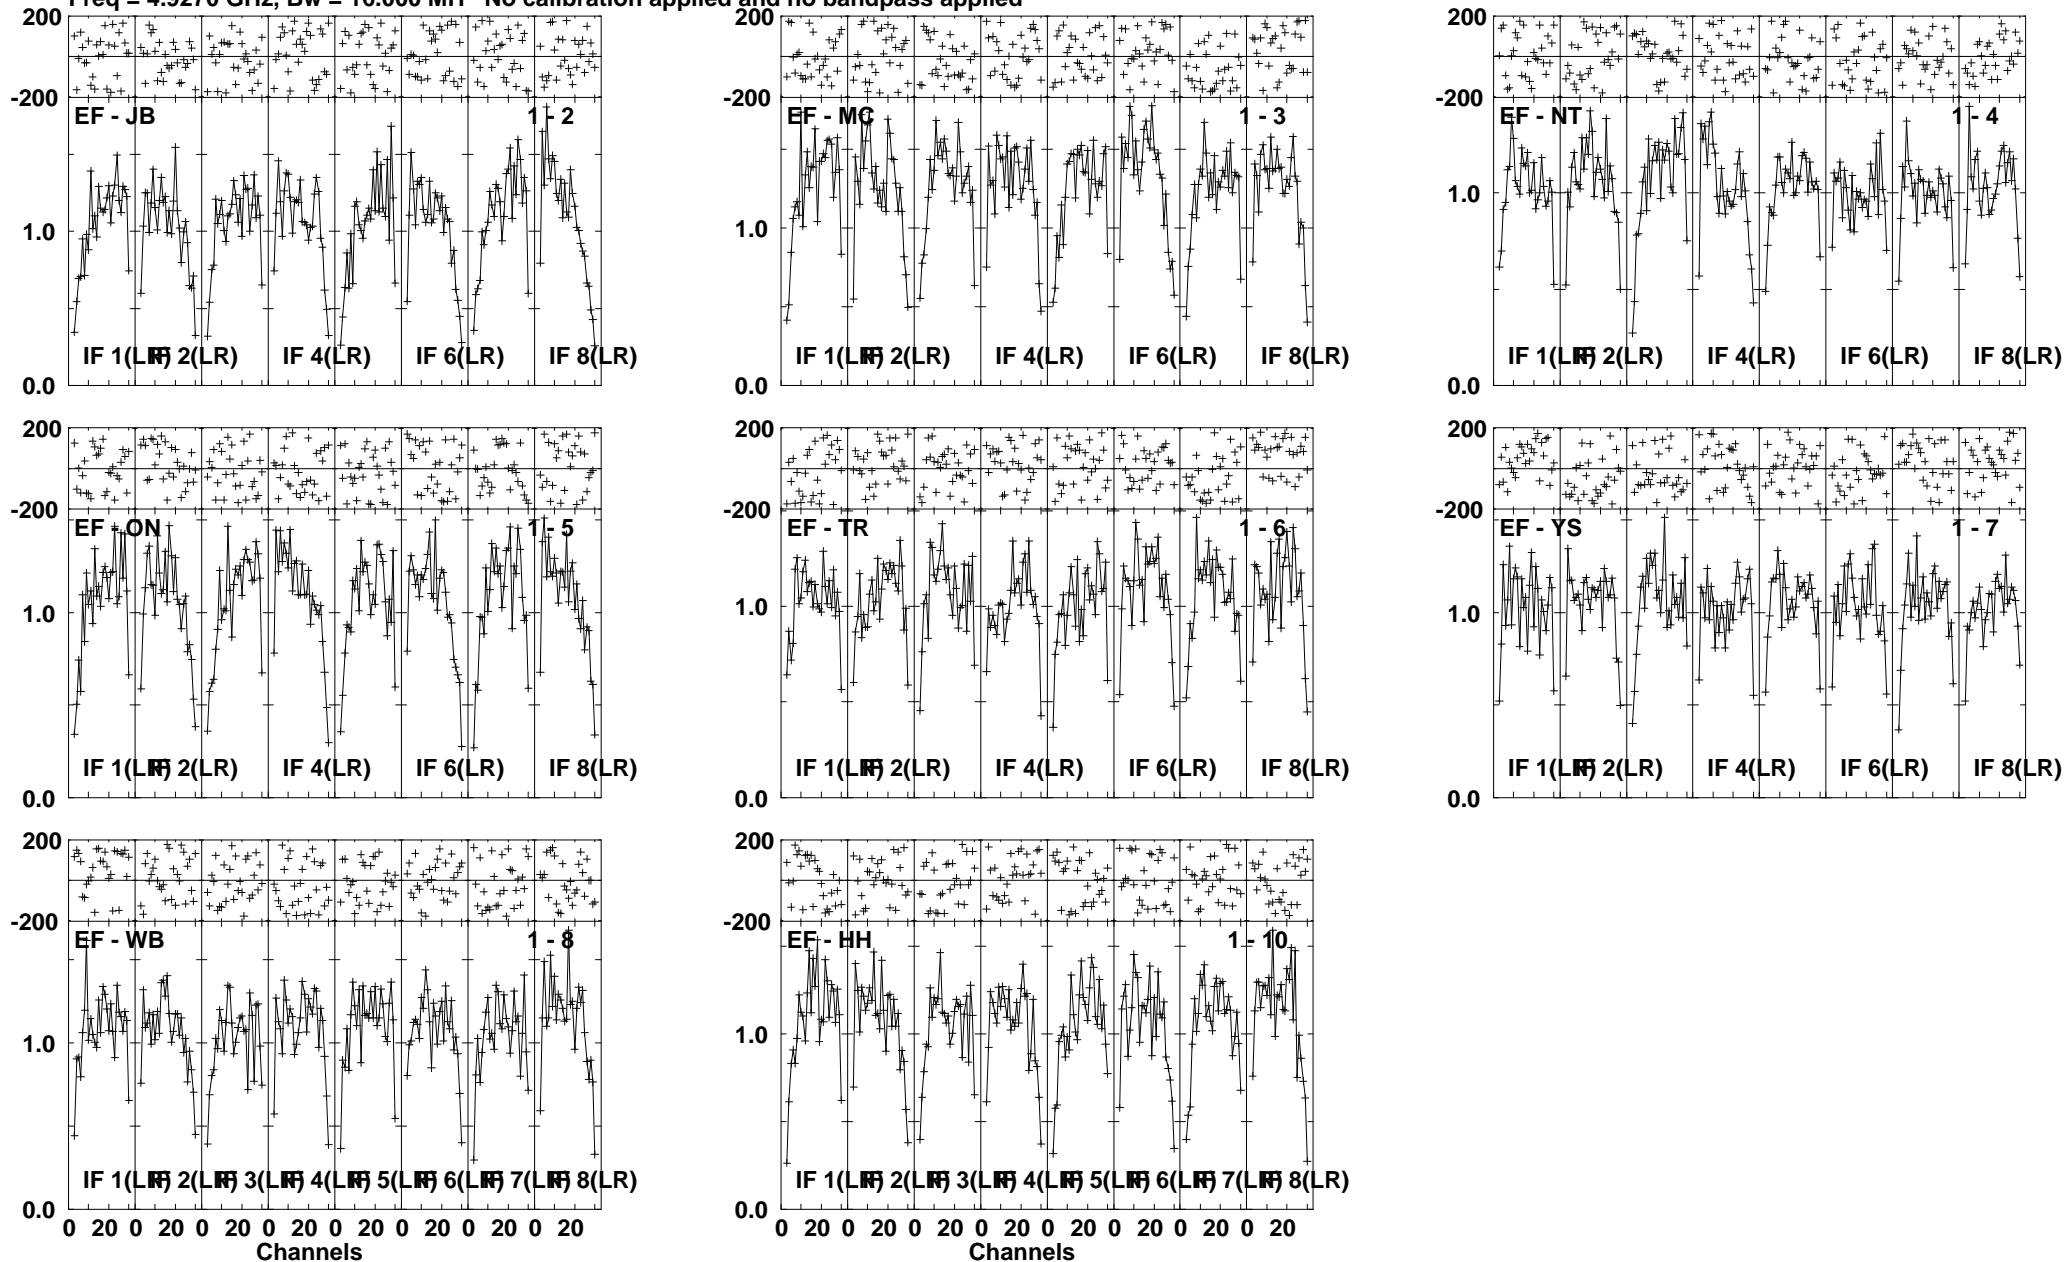 Freq = 4.9270 GHz, Bw = 16.000 MH No calibration applied and no bandpass applied
200 200 200
-200 -200 -200
EF - JB 1 - 2 EF - MC 1 - 3 EF - NT 1 - 4
1.0 1.0 1.0
IF 1(LR) IF 2(LR) IF 4(LR) IF 6(LR) IF 8(LR) IF 1(LR) IF 2(LR) IF 4(LR) IF 6(LR) IF 8(LR) IF 1(LR) IF 2(LR) IF 4(LR) IF 6(LR) IF 8(LR)
0.0 0.0 0.0
200 200 200
-200 -200 -200
EF - ON 1 - 5 EF - TR 1 - 6 EF - YS 1 - 7
1.0 1.0 1.0
IF 1(LR) IF 2(LR) IF 4(LR) IF 6(LR) IF 8(LR) IF 1(LR) IF 2(LR) IF 4(LR) IF 6(LR) IF 8(LR) IF 1(LR) IF 2(LR) IF 4(LR) IF 6(LR) IF 8(LR)
0.0 0.0 0.0
200 200
-200 -200
EF - WB 1 - 8 EF - HH 1 - 10
1.0 1.0
IF 1(LR) IF 2(LR) IF 3(LR) IF 4(LR) IF 5(LR) IF 6(LR) IF 7(LR) IF 8(LR) IF 1(LR) IF 2(LR) IF 3(LR) IF 4(LR) IF 5(LR) IF 6(LR) IF 7(LR) IF 8(LR)
0.0 0.0
0 20 0 20 0 20 0 20 0 20 0 20 0 20 0 20 0 20 0 20 0 20 0 20 0 20 0 20 0 20 0 20
Channels Channels